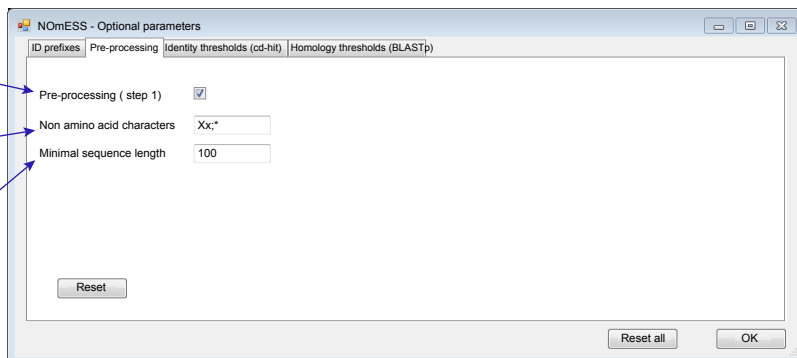 NOmESS - Optional parameters
ID prefixes Pre-processing Identity thresholds (cd-hit) Homology thresholds (BLASTp)
Pre-processing ( step 1)
Non amino acid characters Xx;*
Minimal sequence length 100
Reset
Reset all OK